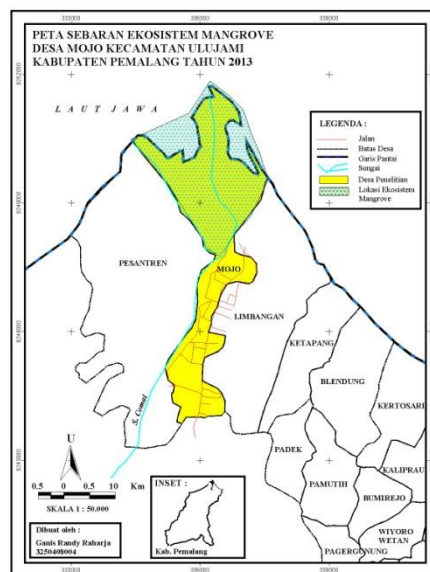 PETA SEBARAN EKOSISTEM MANGROVE
DESA MOJO KECAMATAN ULUJAMI
KABUPATEN PEMALANG TAHUN 2013
LAUT JAWA
LEGENDA :
Jalan
Batas Desa
Garis Pantai
Sungai
Desa Penelitian
Lokasi Ekosistem
Mangrove
PESANTREN
MOJO
LIMBANGAN
KETAPANG
BLENDUNG
KERTOSARI
S. Comal
PADEK
KALIPRAU
PAMUTIH
BUMIREJO
WIYORO
WETAN
PAGERGUNUNG
U
0.5 0 0.5 10 Km
SKALA 1 : 50.000
INSET :
Kab. Pemalang
Dibuat oleh :
Ganis Randy Raharja
3250408004